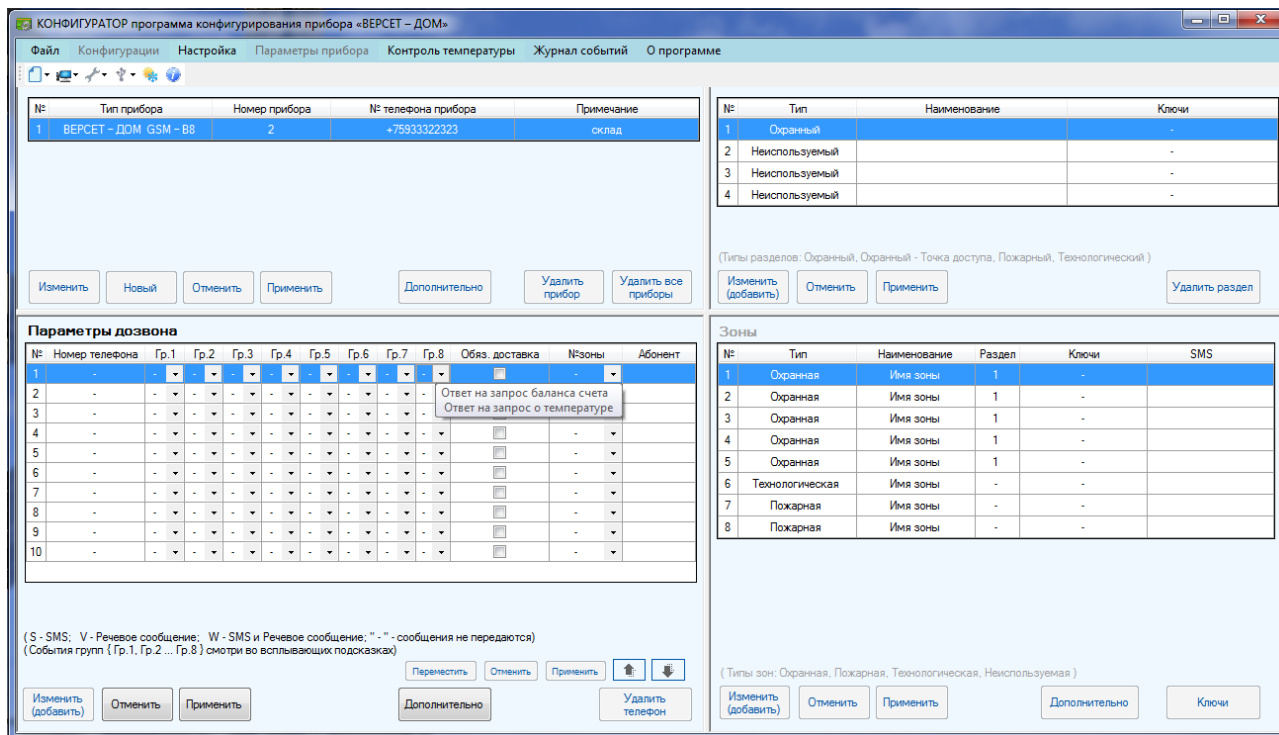 КОНФИГУРАТОР программа конфигурирования прибора «ВЕРСЕТ – ДОМ»
Файл Конфигурации Настройка Параметры прибора Контроль температуры Журнал событий О программе
№ Тип прибора Номер прибора № телефона прибора Примечание
1 ВЕРСЕТ – ДОМ GSM – В8 2 +75933322323 склад
Изменить Новый Отменить Применить Дополнительно Удалить прибор Удалить все приборы
№ Тип Наименование Ключи
1 Охранный -
2 Неиспользуемый -
3 Неиспользуемый -
4 Неиспользуемый -
(Типы разделов: Охранный, Охранный - Точка доступа, Пожарный, Технологический )
Изменить (добавить) Отменить Применить Удалить раздел
Параметры дозвона
№ Номер телефона Гр.1 Гр.2 Гр.3 Гр.4 Гр.5 Гр.6 Гр.7 Гр.8 Обяз. доставка №зоны Абонент
1 - - - - - - - - - -
2 - - - - - - - - - Ответ на запрос баланса счета
3 - - - - - - - - - Ответ на запрос о температуре
4 - - - - - - - - - -
5 - - - - - - - - - -
6 - - - - - - - - - -
7 - - - - - - - - - -
8 - - - - - - - - - -
9 - - - - - - - - - -
10 - - - - - - - - - -
( S - SMS; V - Речевое сообщение; W - SMS и Речевое сообщение; " - " - сообщения не передаются)
( События групп { Гр.1, Гр.2 ... Гр.8 } смотри во всплывающих подсказках)
Переместить Отменить Применить
Изменить (добавить) Отменить Применить Дополнительно Удалить телефон
Зоны
№ Тип Наименование Раздел Ключи SMS
1 Охранная Имя зоны 1 -
2 Охранная Имя зоны 1 -
3 Охранная Имя зоны 1 -
4 Охранная Имя зоны 1 -
5 Охранная Имя зоны 1 -
6 Технологическая Имя зоны - -
7 Пожарная Имя зоны - -
8 Пожарная Имя зоны - -
( Типы зон: Охранная, Пожарная, Технологическая, Неиспользуемая )
Изменить (добавить) Отменить Применить Дополнительно Ключи